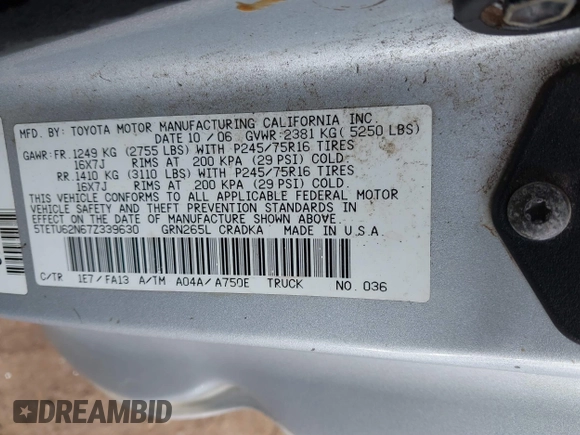 MFD. BY: TOYOTA MOTOR MANUFACTURING CALIFORNIA INC.
DATE 10 / 06 GVWR: 2381 KG ( 5250 LBS)
GAWR: FR. 1249 KG (2755 LBS) WITH P245/75R16 TIRES
16X7J RIMS AT 200 KPA (29 PSI) COLD.
RR. 1410 KG (3110 LBS) WITH P245/75R16 TIRES
16X7J RIMS AT 200 KPA (29 PSI) COLD.
THIS VEHICLE CONFORMS TO ALL APPLICABLE FEDERAL MOTOR
VEHICLE SAFETY AND THEFT PREVENTION STANDARDS IN
EFFECT ON THE DATE OF MANUFACTURE SHOWN ABOVE.
5TETU62N67Z339630 GRN265L CRADKA MADE IN U.S.A.
C/TR 1E7 / FA13 A/TM A04A / A750E TRUCK NO. 036
DREAMBID